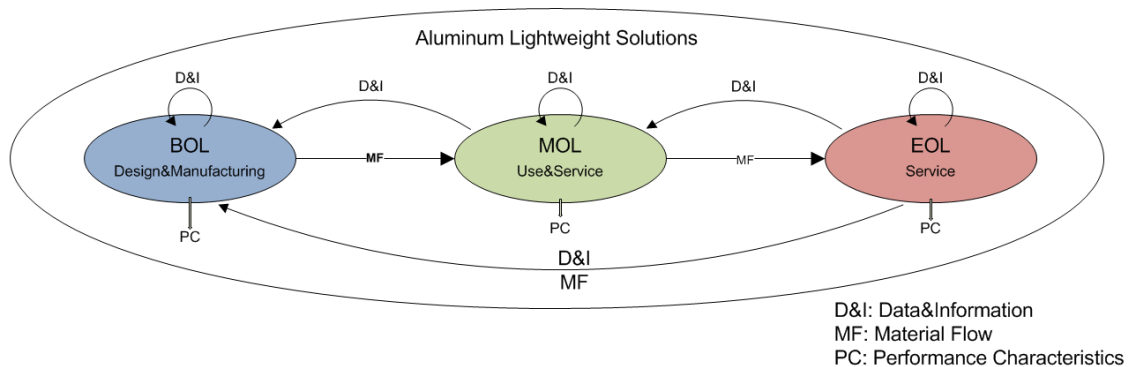 Aluminum Lightweight Solutions
D&I
D&I
D&I
D&I
D&I
BOL
Design&Manufacturing
MF
MOL
Use&Service
MF
EOL
Service
PC
PC
PC
D&I
MF
D&I: Data&Information
MF: Material Flow
PC: Performance Characteristics